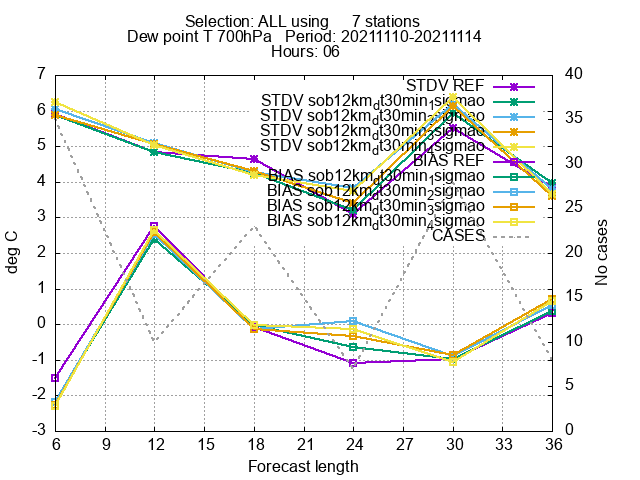 Selection: ALL using 7 stations
Dew point T 700hPa Period: 20211110-20211114
Hours: 06
7 40
6 35
5 30
4 25
3
2 20
1 15
0
-1 10
-2 5
-3 0
deg C
No cases
STDV REF
STDV sob12km_dt30min_1sigmao
STDV sob12km_dt30min_2sigmao
STDV sob12km_dt30min_3sigmao
STDV sob12km_dt30min_4sigmao
BIAS REF
BIAS sob12km_dt30min_1sigmao
BIAS sob12km_dt30min_2sigmao
BIAS sob12km_dt30min_3sigmao
BIAS sob12km_dt30min_4sigmao
CASES
6 9 12 15 18 21 24 27 30 33 36
Forecast length